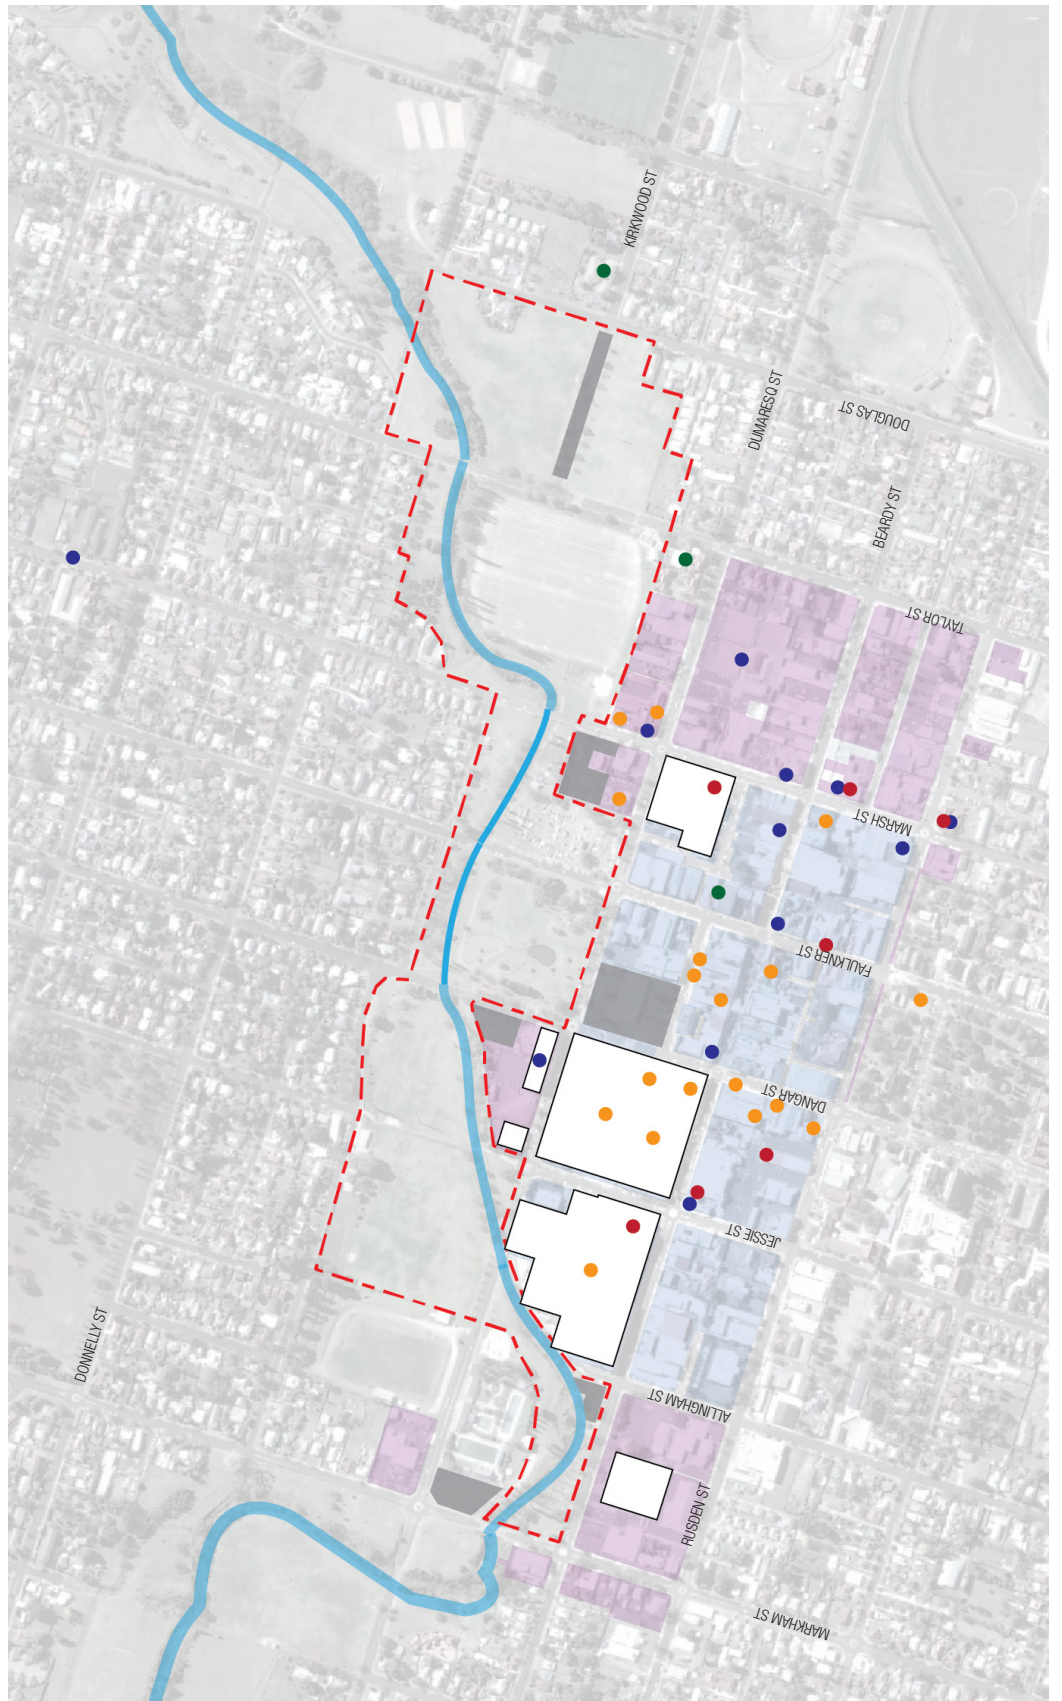 KIRKWOOD ST
DUMARESQ ST
DOUGLAS ST
BEARDY ST
TAYLOR ST
MARSH ST
FAULKNER ST
DANGAR ST
JESSIE ST
DONNELLY ST
ALLINGHAM ST
RUSDEN ST
MARKHAM ST